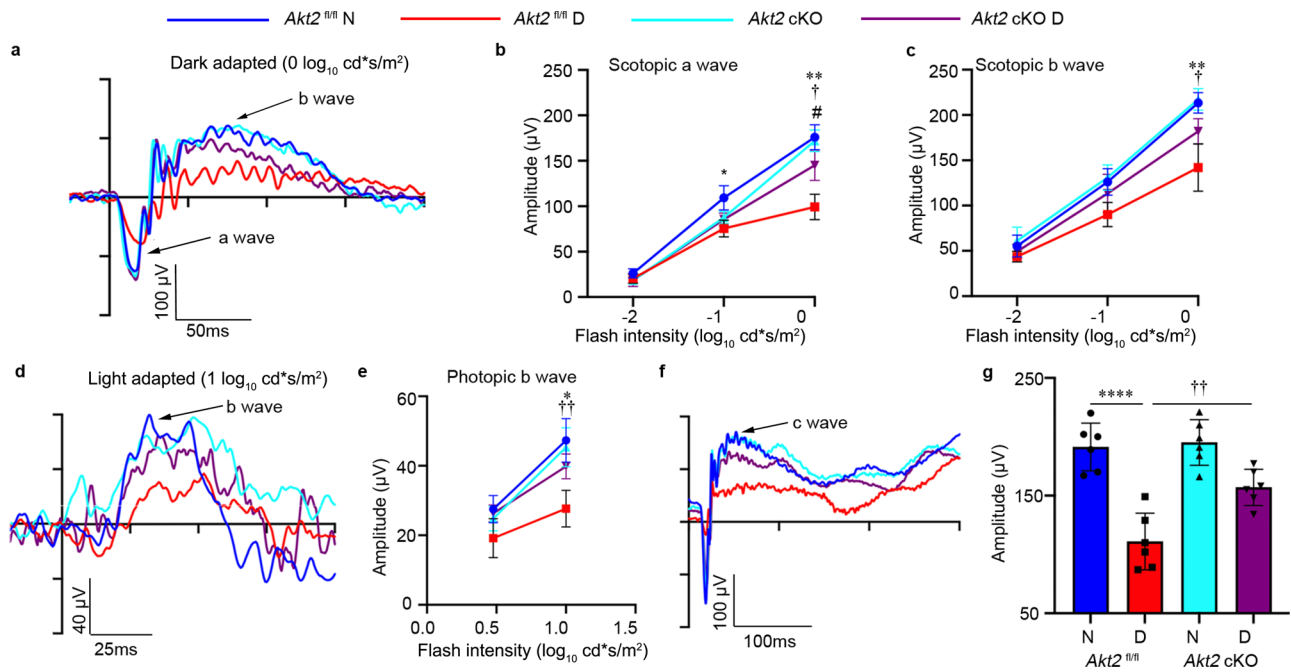 Akt2 fl/fl N Akt2 fl/fl D Akt2 cKO Akt2 cKO D
a
Dark adapted (0 log10 cd*s/m2)
b wave
a wave
100 μV
50ms
b
Scotopic a wave
**
†
#
*
250
200
150
100
50
0
Amplitude (μV)
-2 -1 0
Flash intensity (log10 cd*s/m2)
c
Scotopic b wave
**
†
250
200
150
100
50
0
Amplitude (μV)
-2 -1 0
Flash intensity (log10 cd*s/m2)
d
Light adapted (1 log10 cd*s/m2)
b wave
40 μV
25ms
e
Photopic b wave
*
††
60
40
20
0
Amplitude (μV)
0.0 0.5 1.0 1.5
Flash intensity (log10 cd*s/m2)
f
c wave
100 μV
100ms
g
**** ††
250
150
50
Amplitude (μV)
N D N D
Akt2 fl/fl Akt2 cKO